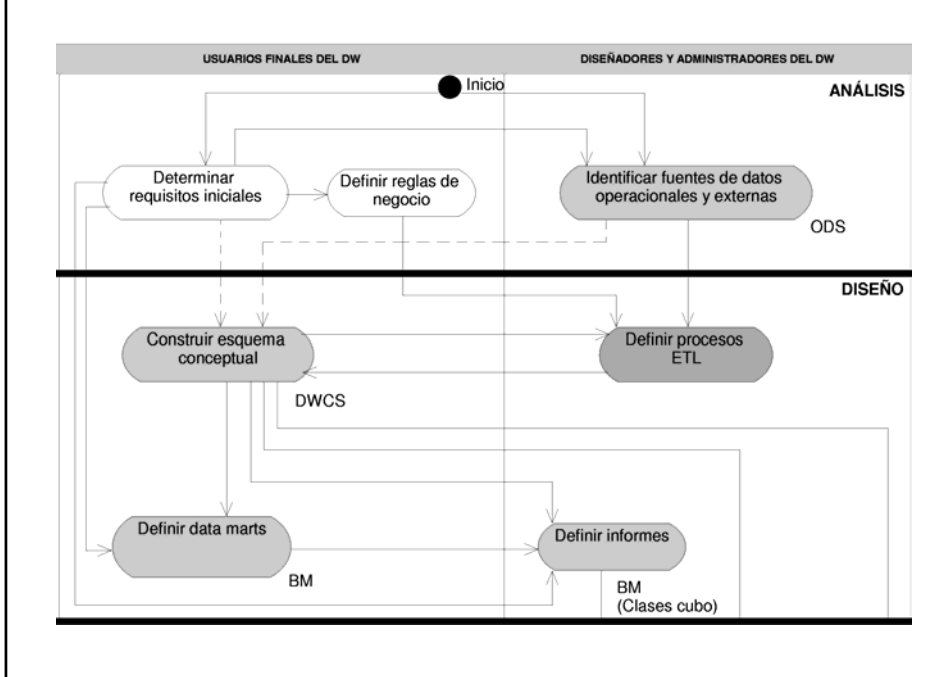 USUARIOS FINALES DEL DW
DISEÑADORES Y ADMINISTRADORES DEL DW
Inicio
ANÁLISIS
Determinar
requisitos iniciales
Definir reglas de
negocio
Identificar fuentes de datos
operacionales y externas
ODS
DISEÑO
Construir esquema
conceptual
DWCS
Definir procesos
ETL
Definir data marts
BM
Definir informes
BM
(Clases cubo)